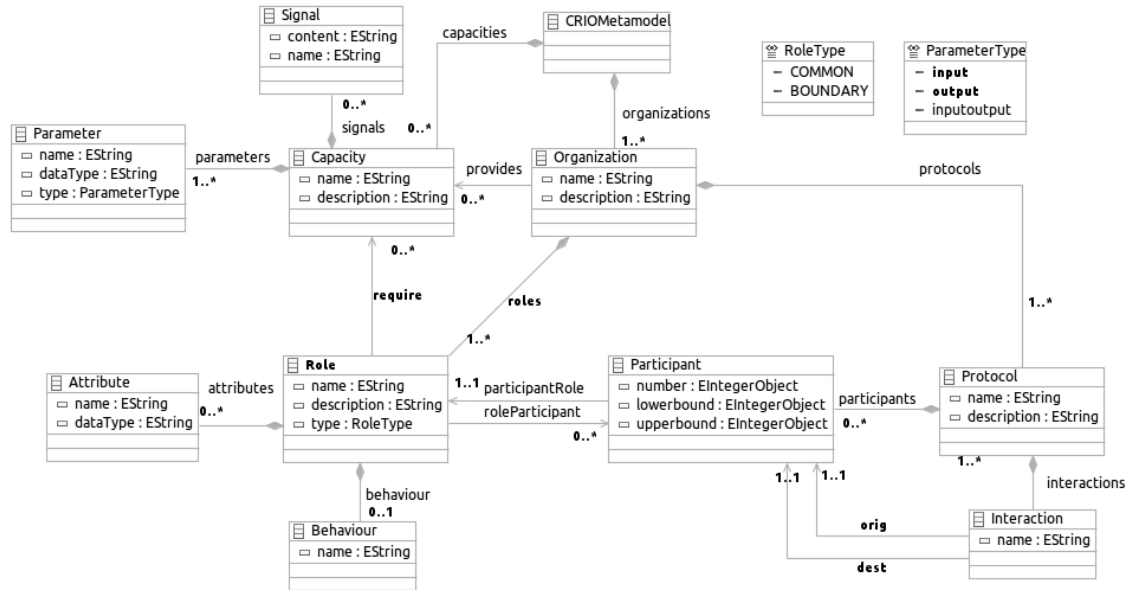 Signal
content : EString
name : EString
0..*
signals
capacities
0..*
CRIOMetamodel
organizations
1..*
RoleType
COMMON
BOUNDARY
ParameterType
input
output
inputoutput
Parameter
name : EString
dataType : EString
type : ParameterType
parameters
1..*
Capacity
name : EString
description : EString
provides
0..*
Organization
name : EString
description : EString
protocols
1..*
0..*
require
roles
1..*
Attribute
name : EString
dataType : EString
attributes
0..*
Role
name : EString
description : EString
type : RoleType
1..1
participantRole
roleParticipant
0..*
Participant
number : EIntegerObject
lowerbound : EIntegerObject
upperbound : EIntegerObject
participants
0..*
Protocol
name : EString
description : EString
1..*
interactions
behaviour
0..1
Behaviour
name : EString
1..1
1..1
orig
dest
Interaction
name : EString